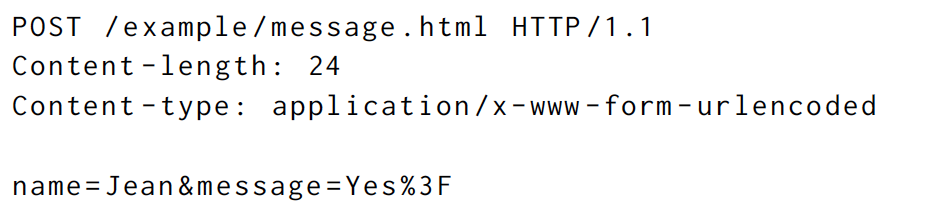 POST /example/message.html HTTP/1.1
Content-length: 24
Content-type: application/x-www-form-urlencoded

name=Jean&message=Yes%3F